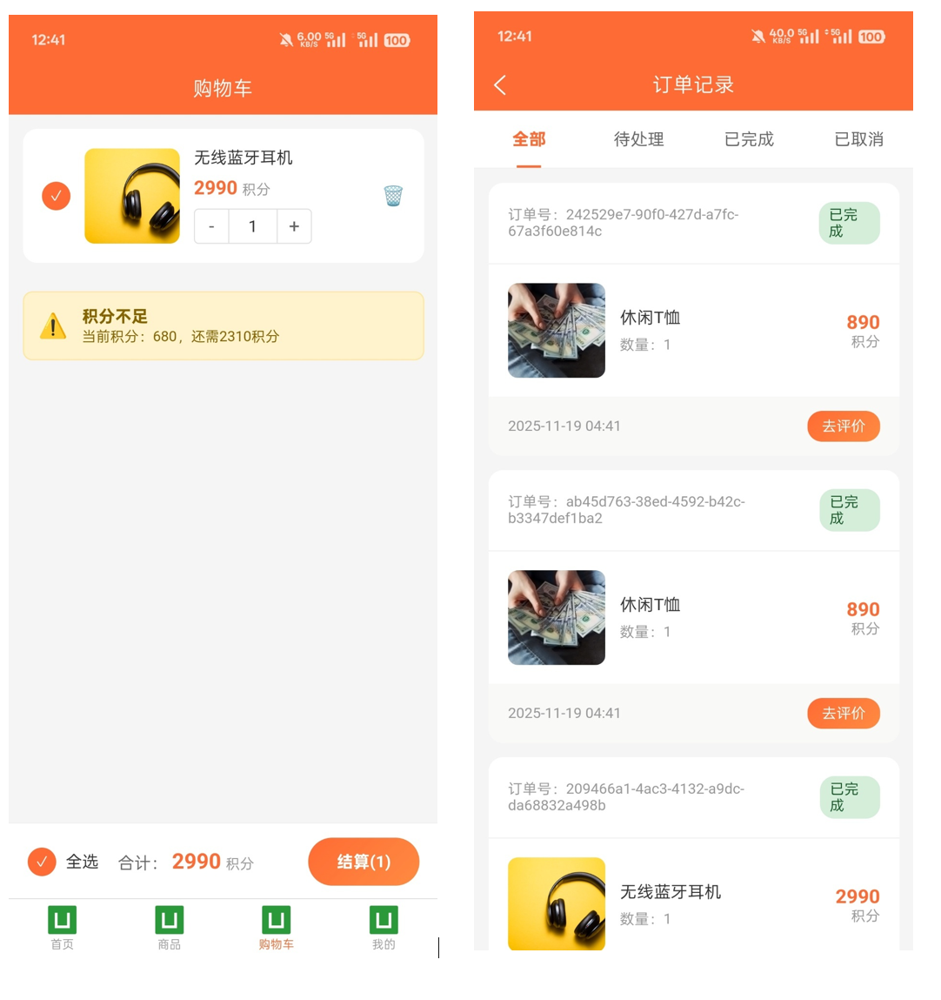 12:41
6.00 KB/S 5G 5G 100
购物车
无线蓝牙耳机
2990 积分
- 1 +
积分不足
当前积分：680，还需2310积分
全选 合计： 2990 积分 结算(1)
首页 商品 购物车 我的
12:41
40.0 KB/S 5G 5G 100
订单记录
全部 待处理 已完成 已取消
订单号：242529e7-90f0-427d-a7fc-
67a3f60e814c
已完
成
休闲T恤
数量：1
890
积分
2025-11-19 04:41
去评价
订单号：ab45d763-38ed-4592-b42c-
b3347def1ba2
已完
成
休闲T恤
数量：1
890
积分
2025-11-19 04:41
去评价
订单号：209466a1-4ac3-4132-a9dc-
da68832a498b
已完
成
无线蓝牙耳机
数量：1
2990
积分